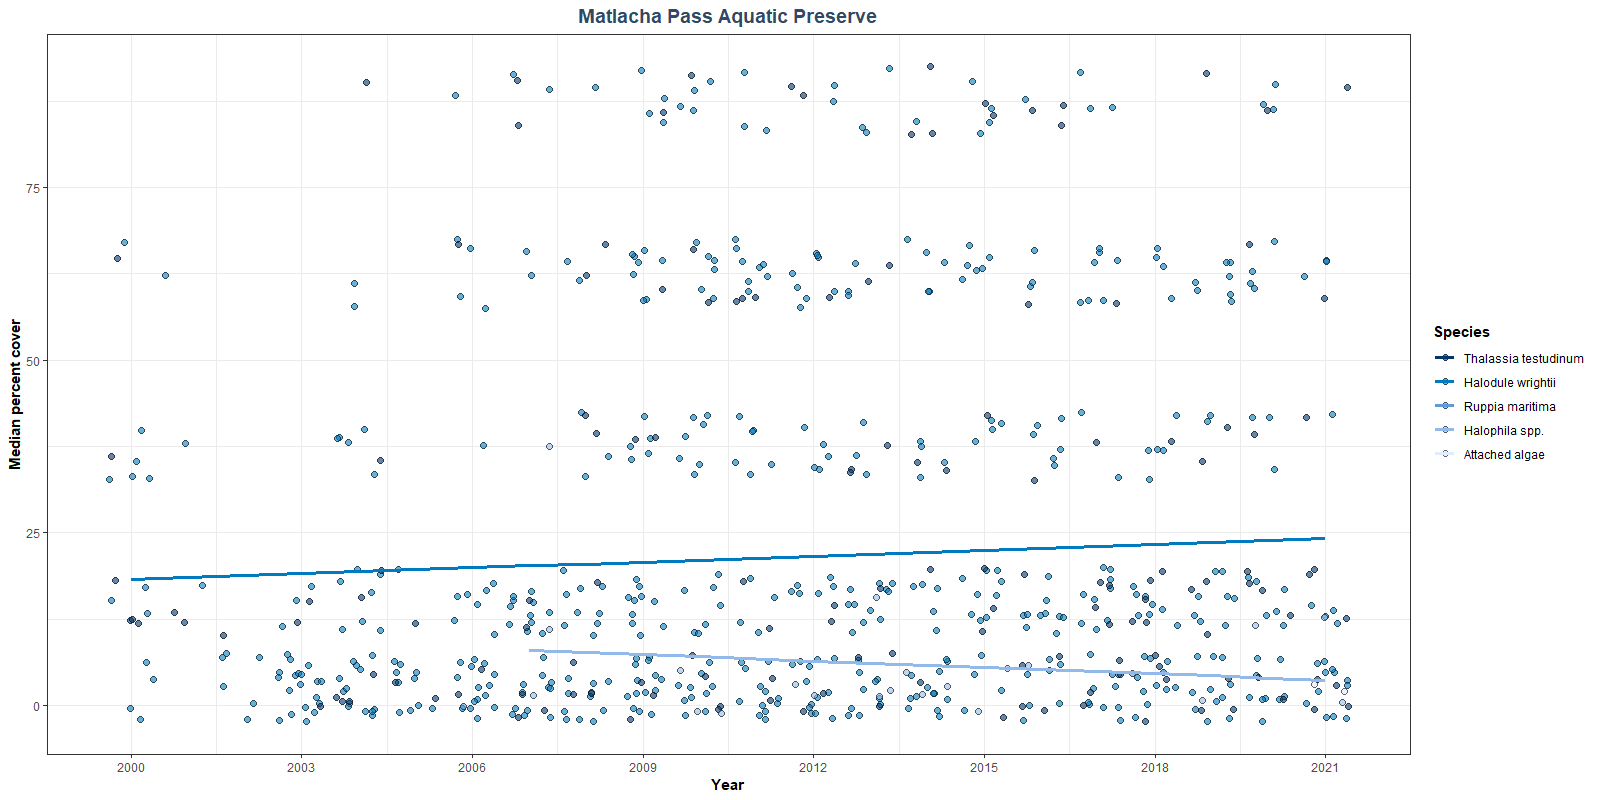 Matlacha Pass Aquatic Preserve
Median percent cover
75
50
25
0
2000 2003 2006 2009 2012 2015 2018 2021
Year
Species
Thalassia testudinum
Halodule wrightii
Ruppia maritima
Halophila spp.
Attached algae